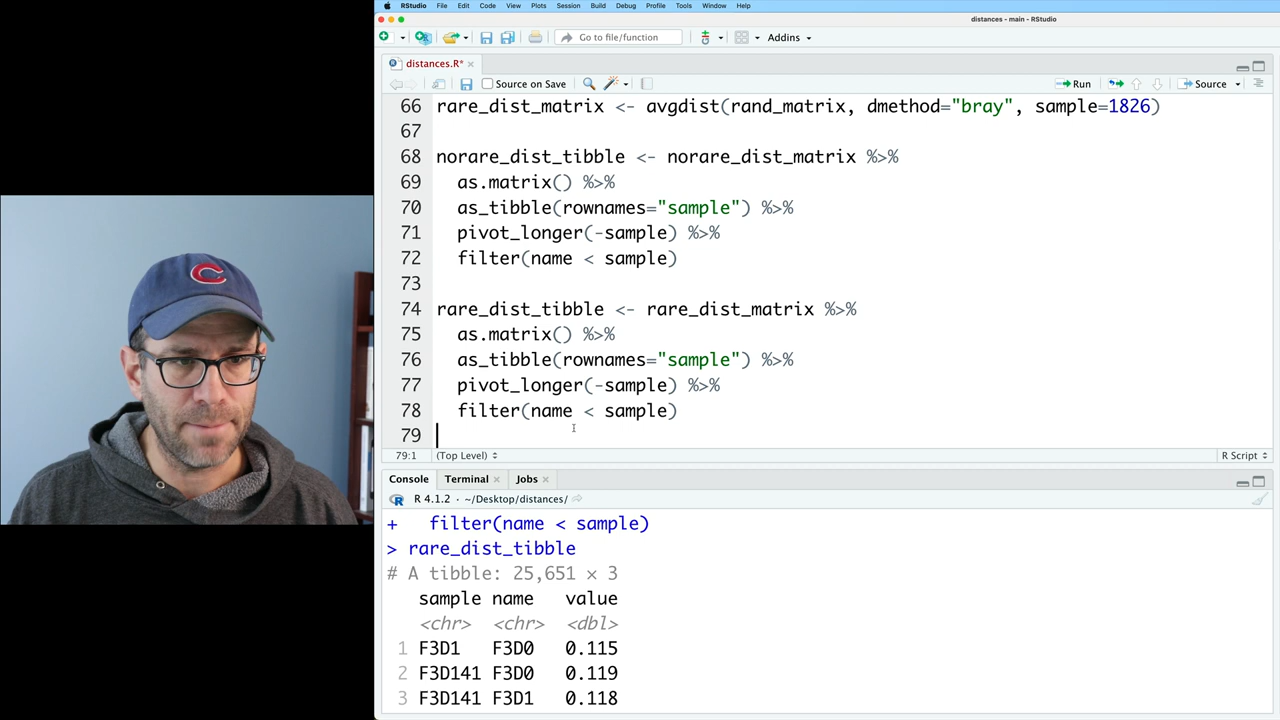 RStudio File Edit Code View Plots Session Build Debug Profile Tools Window Help
distances - main - RStudio
Go to file/function Addins
distances.R*
Source on Save Run Source
66 rare_dist_matrix <- avgdist(rand_matrix, dmethod="bray", sample=1826)
67
68 norare_dist_tibble <- norare_dist_matrix %>%
69 as.matrix() %>%
70 as_tibble(rownames="sample") %>%
71 pivot_longer(-sample) %>%
72 filter(name < sample)
73
74 rare_dist_tibble <- rare_dist_matrix %>%
75 as.matrix() %>%
76 as_tibble(rownames="sample") %>%
77 pivot_longer(-sample) %>%
78 filter(name < sample)
79
79:1 (Top Level) R Script
Console Terminal Jobs
R 4.1.2 · ~/Desktop/distances/
+ filter(name < sample)
> rare_dist_tibble
# A tibble: 25,651 × 3
sample name value
<chr> <chr> <dbl>
1 F3D1 F3D0 0.115
2 F3D141 F3D0 0.119
3 F3D141 F3D1 0.118